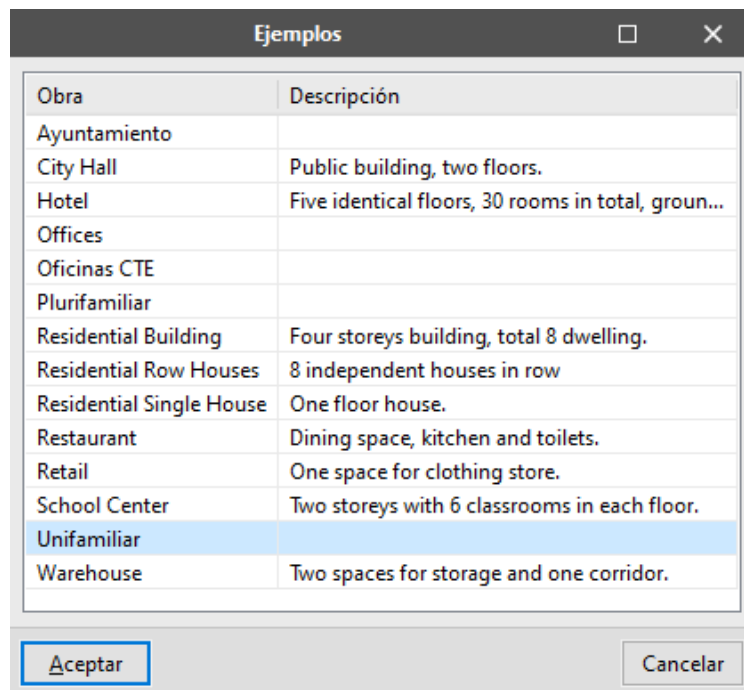 Ejemplos
Obra Descripción
Ayuntamiento
City Hall Public building, two floors.
Hotel Five identical floors, 30 rooms in total, groun...
Offices
Oficinas CTE
Plurifamiliar
Residential Building Four storeys building, total 8 dwelling.
Residential Row Houses 8 independent houses in row
Residential Single House One floor house.
Restaurant Dining space, kitchen and toilets.
Retail One space for clothing store.
School Center Two storeys with 6 classrooms in each floor.
Unifamiliar
Warehouse Two spaces for storage and one corridor.
Aceptar Cancelar